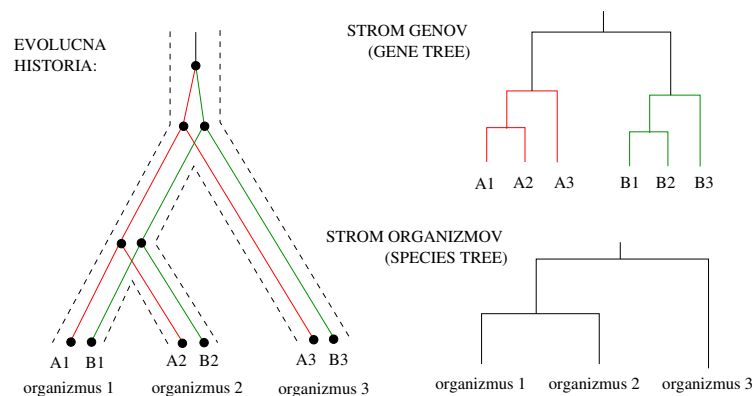 EVOLUCNA
HISTORIA:
A1 B1 A2 B2 A3 B3
organizmus 1 organizmus 2 organizmus 3
STROM GENOV
(GENE TREE)
A1 A2 A3 B1 B2 B3
STROM ORGANIZMOV
(SPECIES TREE)
organizmus 1 organizmus 2 organizmus 3